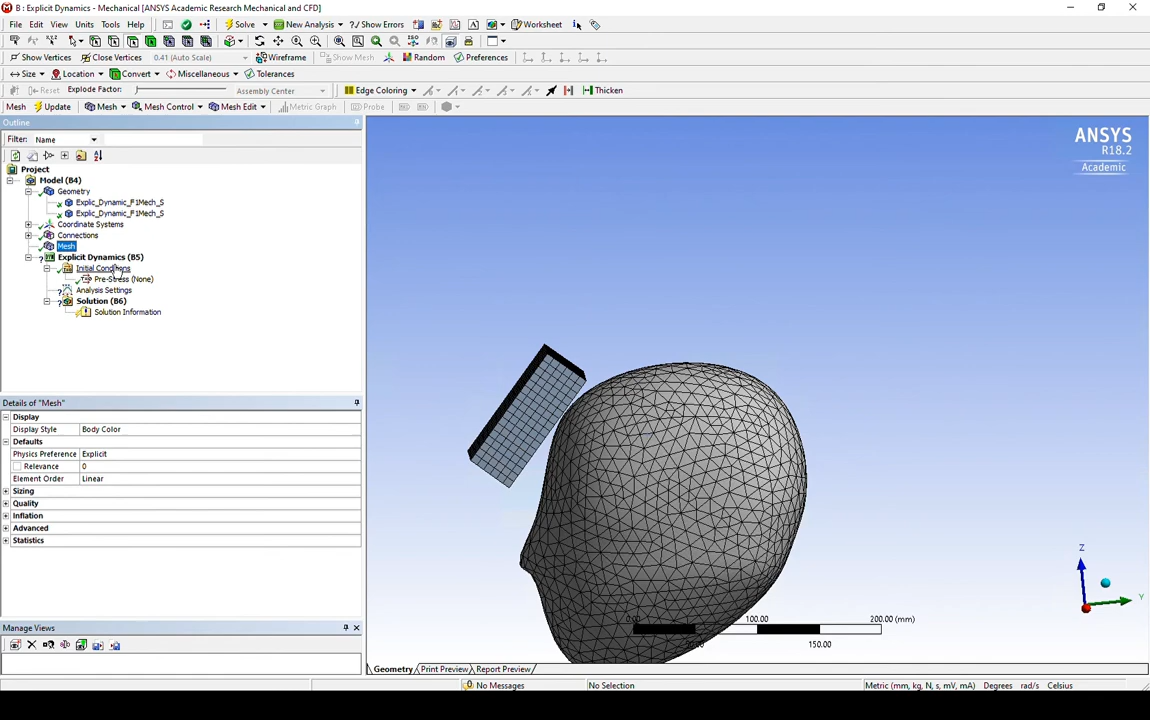 B : Explicit Dynamics - Mechanical [ANSYS Academic Research Mechanical and CFD]
File Edit View Units Tools Help Solve New Analysis Show Errors Worksheet
Show Vertices Close Vertices 0.41 (Auto Scale) Wireframe Show Mesh Random Preferences
Size Location Convert Miscellaneous Tolerances
Reset Explode Factor: Assembly Center Edge Coloring Thicken
Mesh Update Mesh Mesh Control Mesh Edit Metric Graph Probe
Outline
Filter: Name
Project
Model (B4)
Geometry
Explic_Dynamic_F1Mech_S
Explic_Dynamic_F1Mech_S
Coordinate Systems
Connections
Mesh
Explicit Dynamics (B5)
Initial Conditions
Pre-Stress (None)
Analysis Settings
Solution (B6)
Solution Information
Details of "Mesh"
Display
Display Style Body Color
Defaults
Physics Preference Explicit
Relevance 0
Element Order Linear
Sizing
Quality
Inflation
Advanced
Statistics
Manage Views
ANSYS
R18.2
Academic
Z
Y
0.00 100.00 200.00 (mm)
50.00 150.00
Geometry Print Preview Report Preview
No Messages No Selection Metric (mm, kg, N, s, mV, mA) Degrees rad/s Celsius